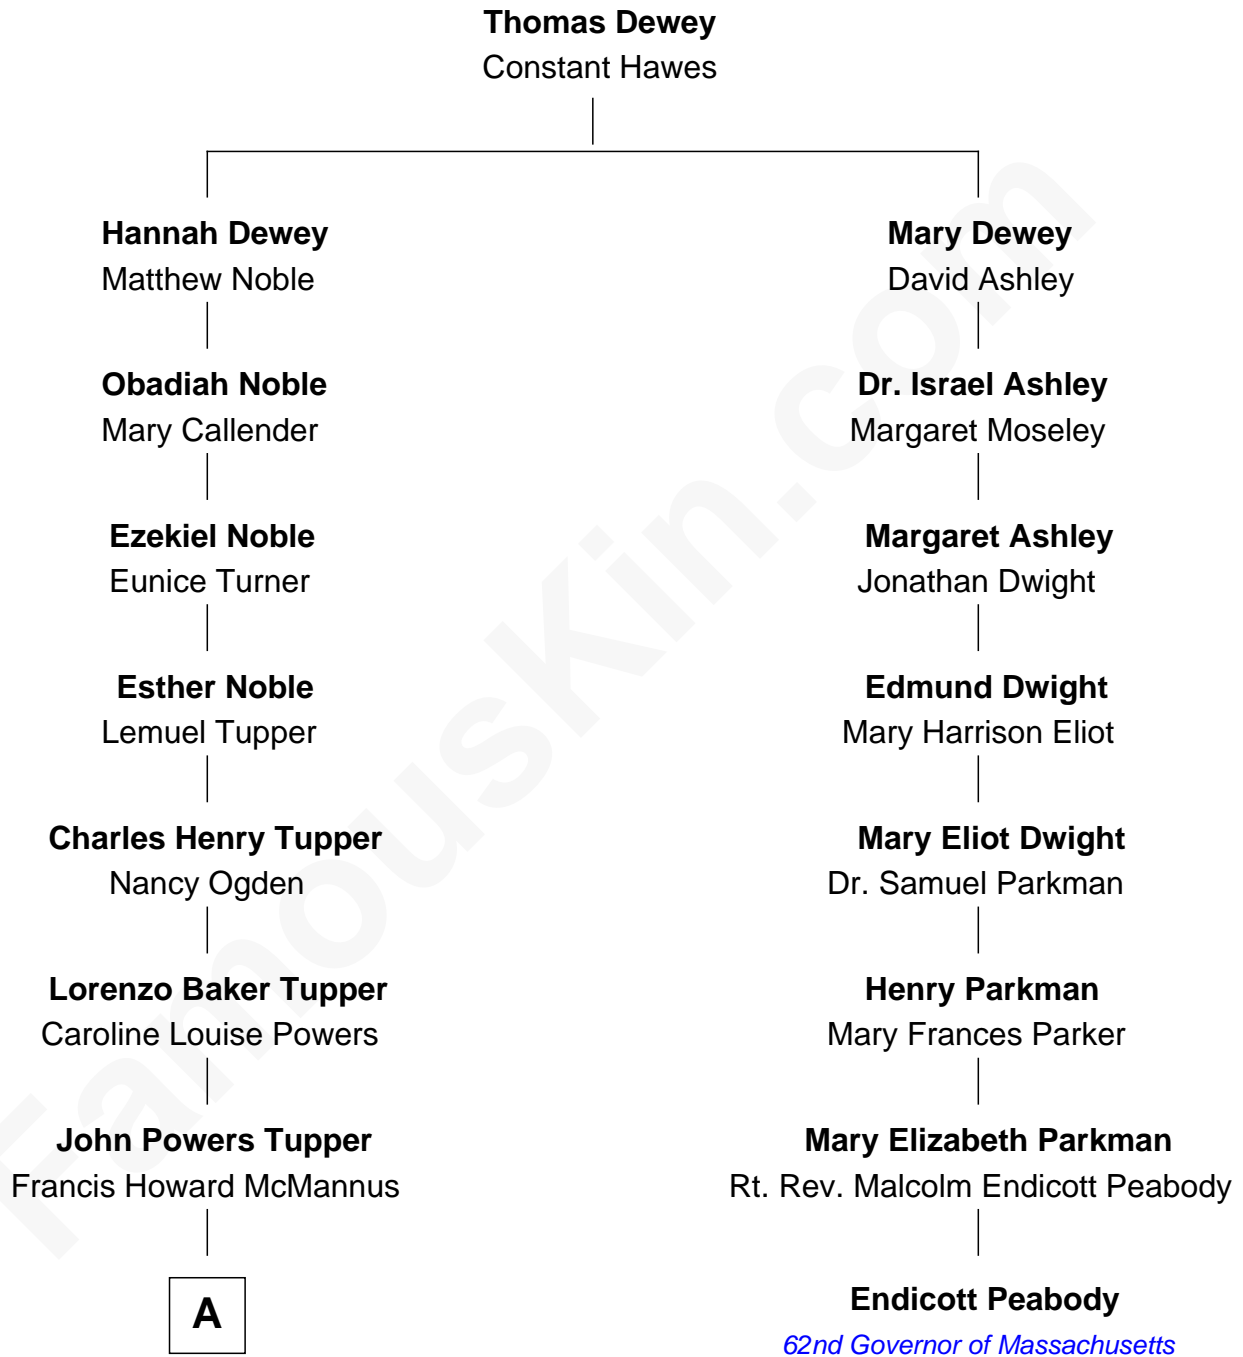 Thomas Dewey
Constant Hawes
Hannah Dewey
Matthew Noble
Mary Dewey
David Ashley
Obadiah Noble
Mary Callender
Dr. Israel Ashley
Margaret Moseley
Ezekiel Noble
Eunice Turner
Margaret Ashley
Jonathan Dwight
Esther Noble
Lemuel Tupper
Edmund Dwight
Mary Harrison Eliot
Charles Henry Tupper
Nancy Ogden
Mary Eliot Dwight
Dr. Samuel Parkman
Lorenzo Baker Tupper
Caroline Louise Powers
Henry Parkman
Mary Frances Parker
John Powers Tupper
Francis Howard McMannus
Mary Elizabeth Parkman
Rt. Rev. Malcolm Endicott Peabody
A
Endicott Peabody
62nd Governor of Massachusetts
FamousKin.com